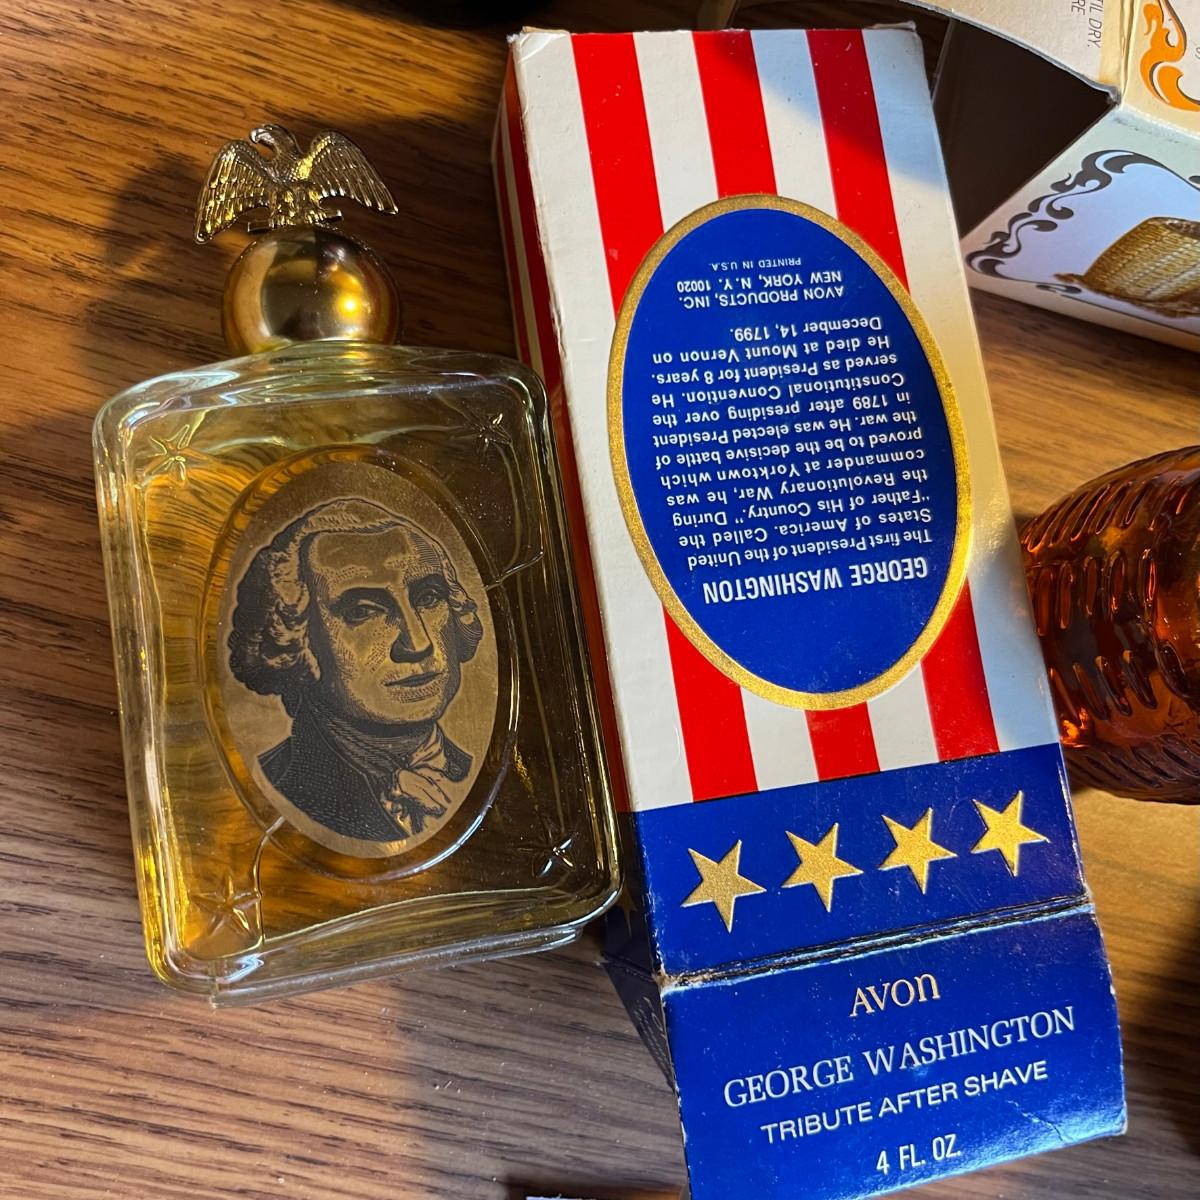 GEORGE WASHINGTON
The first President of the United
States of America. Called the
"Father of His Country." During
the Revolutionary War, he was
commander at Yorktown which
proved to be the decisive battle of
the war. He was elected President
in 1789 after presiding over the
Constitutional Convention. He
served as President for 8 years.
He died at Mount Vernon on
December 14, 1799.
AVON PRODUCTS, INC.
NEW YORK, N. Y. 10020
PRINTED IN U.S.A.
AVON
GEORGE WASHINGTON
TRIBUTE AFTER SHAVE
4 FL. OZ.
DRY.